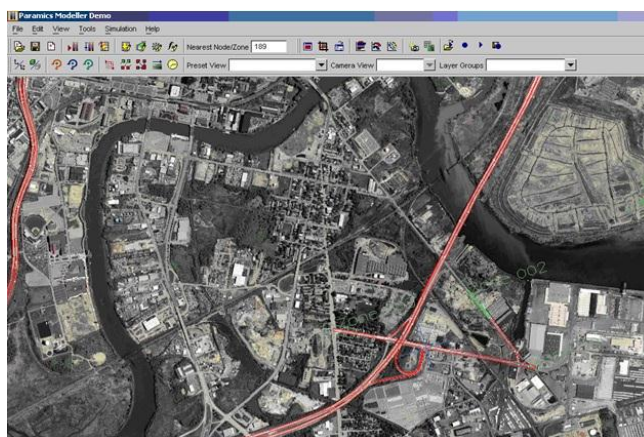 Paramics Modeller Demo
File Edit View Tools Simulation Help
Nearest Node/Zone 189
Preset View Camera View Layer Groups